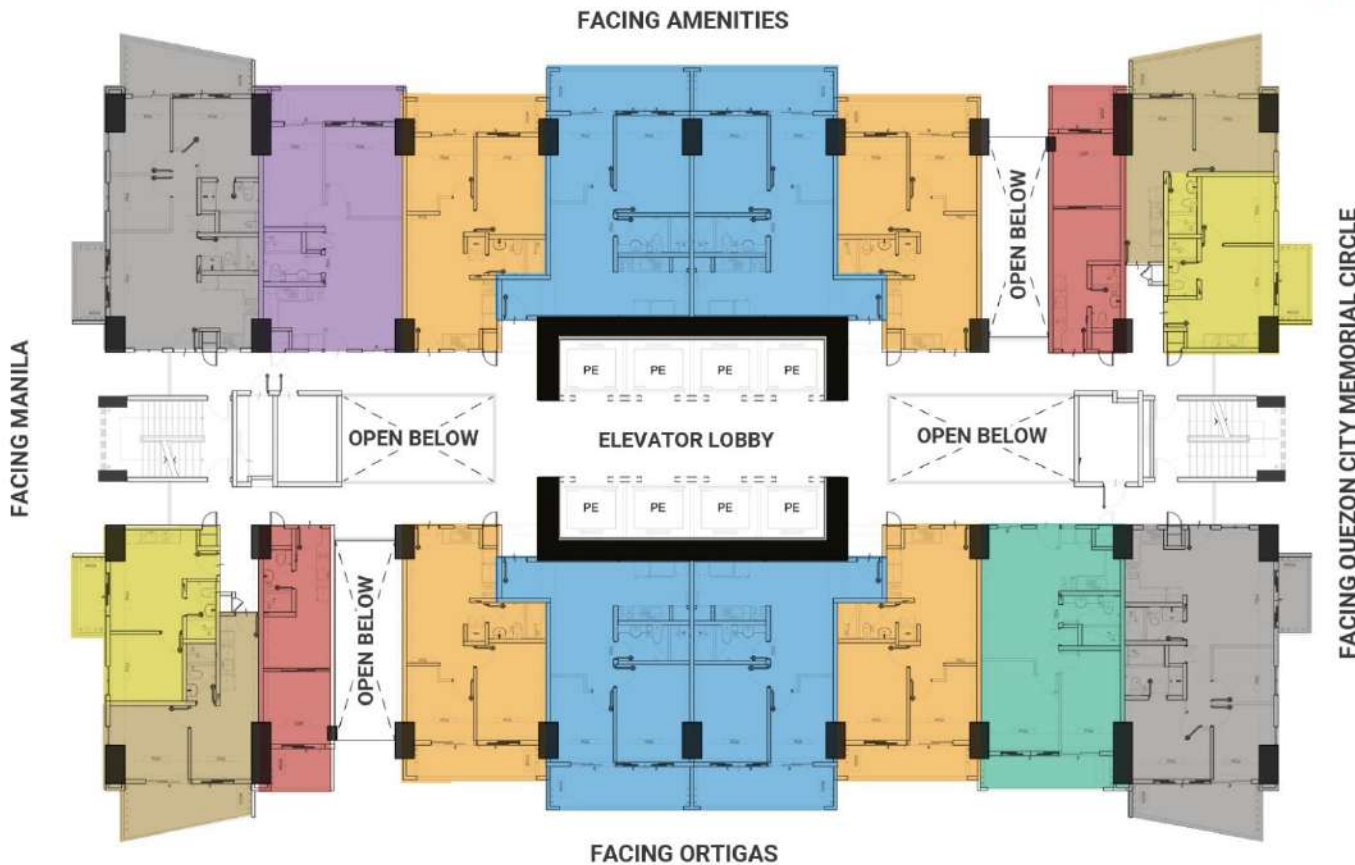 FACING AMENITIES
OPEN BELOW
FACING QUEZON CITY MEMORIAL CIRCLE
FACING MANILA
PE PE PE PE
OPEN BELOW
ELEVATOR LOBBY
OPEN BELOW
PE PE PE PE
OPEN BELOW
FACING ORTIGAS